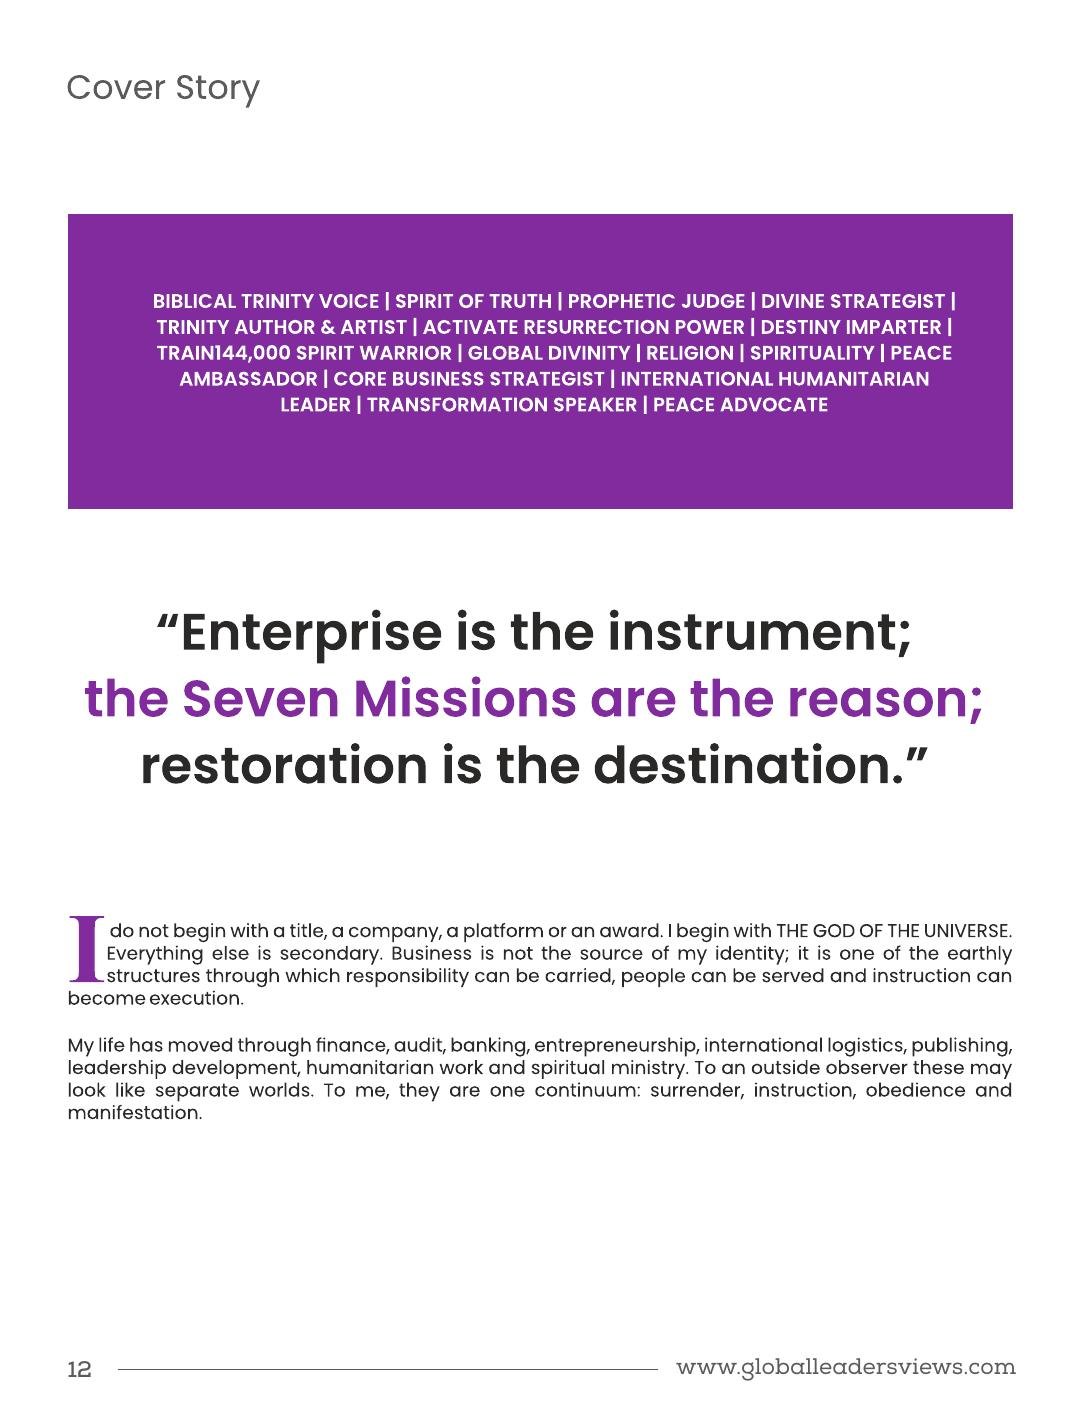 Cover Story
BIBLICAL TRINITY VOICE | SPIRIT OF TRUTH | PROPHETIC JUDGE | DIVINE STRATEGIST |
TRINITY AUTHOR & ARTIST | ACTIVATE RESURRECTION POWER | DESTINY IMPARTER |
TRAIN144,000 SPIRIT WARRIOR | GLOBAL DIVINITY | RELIGION | SPIRITUALITY | PEACE
AMBASSADOR | CORE BUSINESS STRATEGIST | INTERNATIONAL HUMANITARIAN
LEADER | TRANSFORMATION SPEAKER | PEACE ADVOCATE
“Enterprise is the instrument;
the Seven Missions are the reason;
restoration is the destination.”
I do not begin with a title, a company, a platform or an award. I begin with THE GOD OF THE UNIVERSE.
Everything else is secondary. Business is not the source of my identity; it is one of the earthly
structures through which responsibility can be carried, people can be served and instruction can
become execution.
My life has moved through finance, audit, banking, entrepreneurship, international logistics, publishing,
leadership development, humanitarian work and spiritual ministry. To an outside observer these may
look like separate worlds. To me, they are one continuum: surrender, instruction, obedience and
manifestation.
12
www.globalleadersviews.com